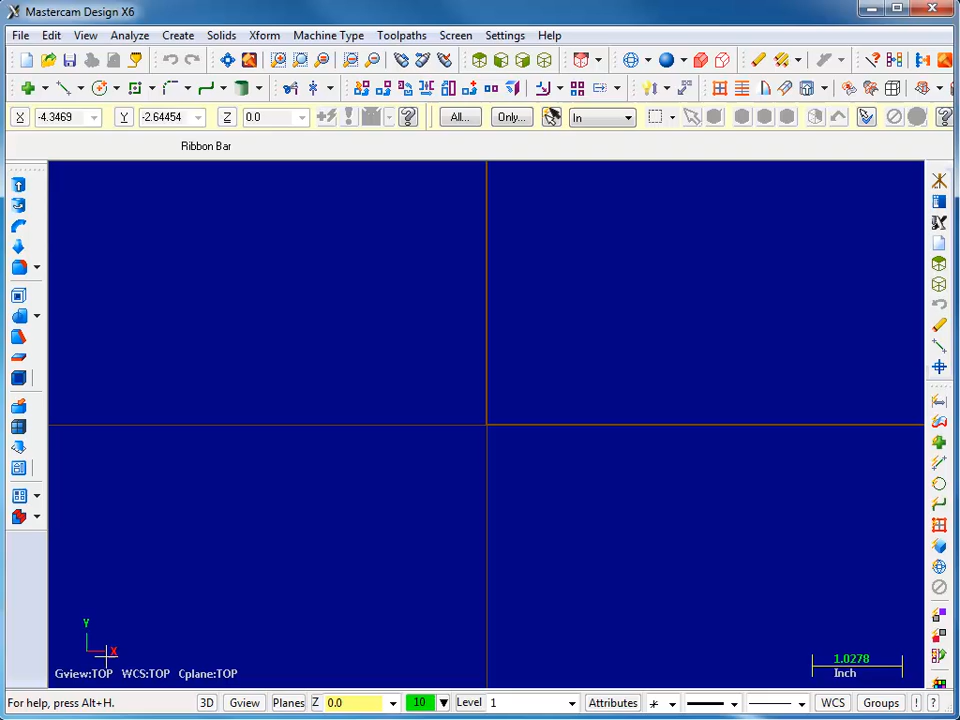 Mastercam Design X6
File Edit View Analyze Create Solids Xform Machine Type Toolpaths Screen Settings Help
X -4.3469 Y -2.64454 Z 0.0 All... Only... In
Ribbon Bar
Y
X
Gview:TOP WCS:TOP Cplane:TOP
1.0278
Inch
For help, press Alt+H. 3D Gview Planes Z 0.0 10 Level 1 Attributes WCS Groups ! ?